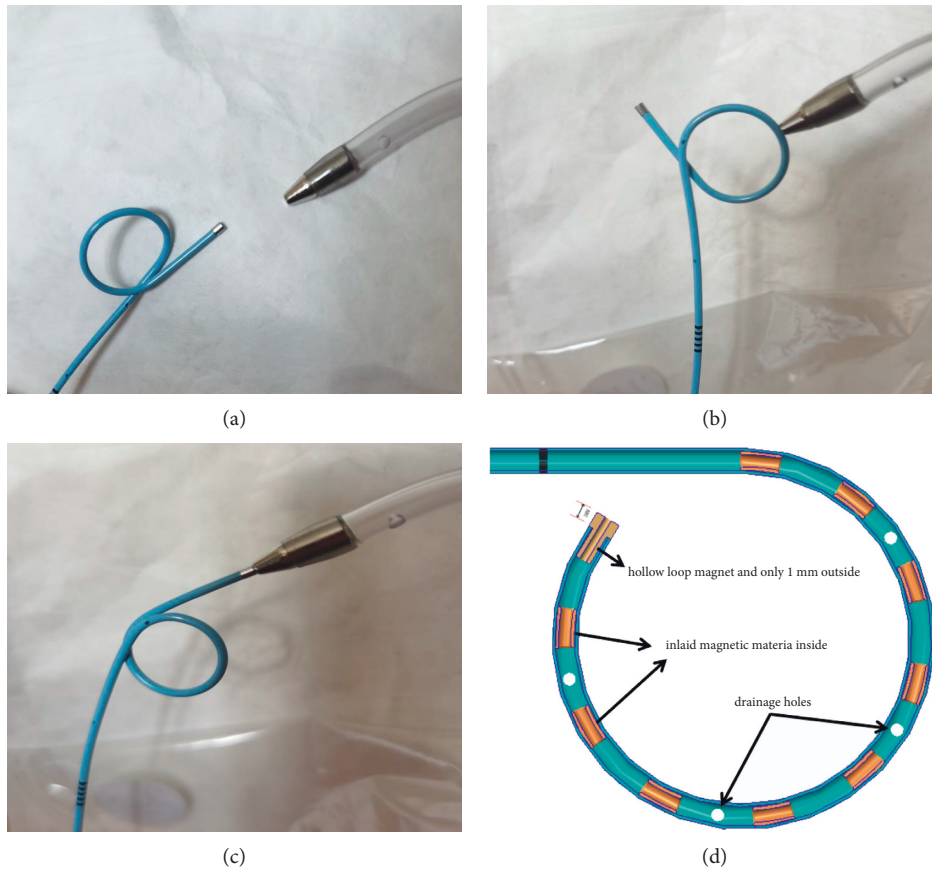 (a)
(b)
hollow loop magnet and only 1 mm outside
inlaid magnetic materia inside
drainage holes
(c)
(d)